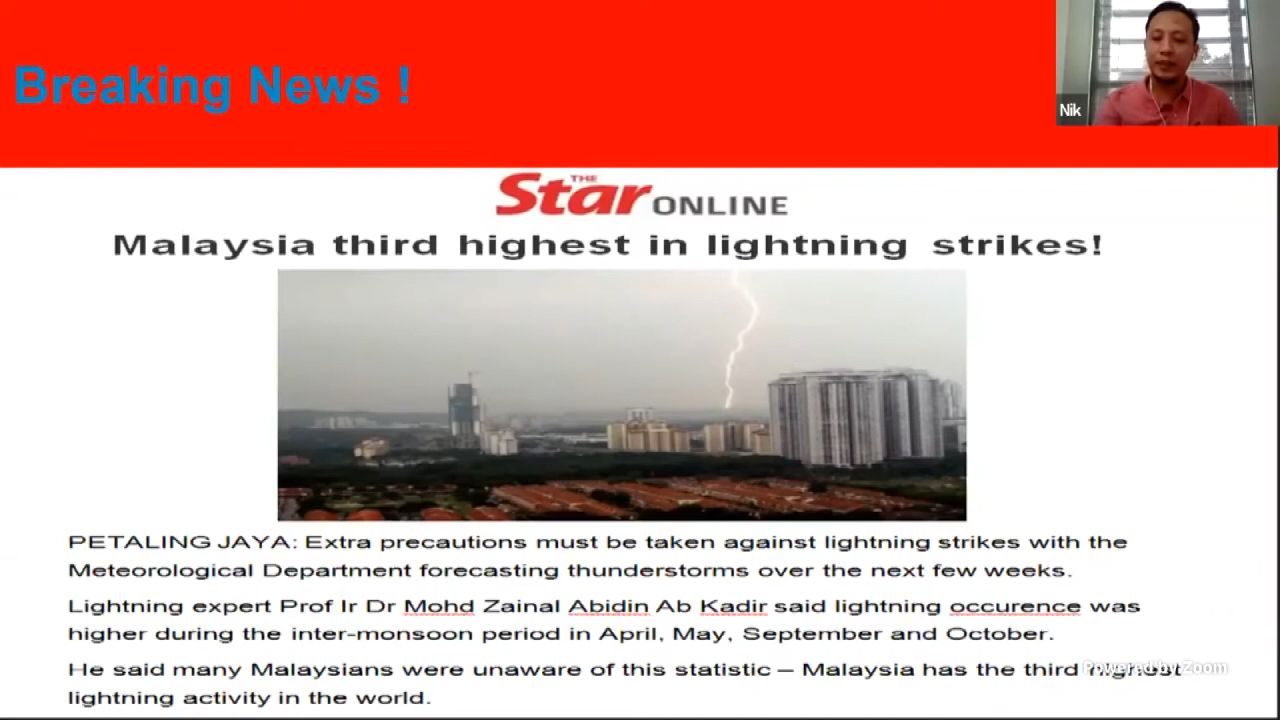 Breaking News !
Nik
THE
Star ONLINE
Malaysia third highest in lightning strikes!
PETALING JAYA: Extra precautions must be taken against lightning strikes with the
Meteorological Department forecasting thunderstorms over the next few weeks.
Lightning expert Prof Ir Dr Mohd Zainal Abidin Ab Kadir said lightning occurence was
higher during the inter-monsoon period in April, May, September and October.
He said many Malaysians were unaware of this statistic – Malaysia has the third highest
lightning activity in the world.
Powered by Zoom